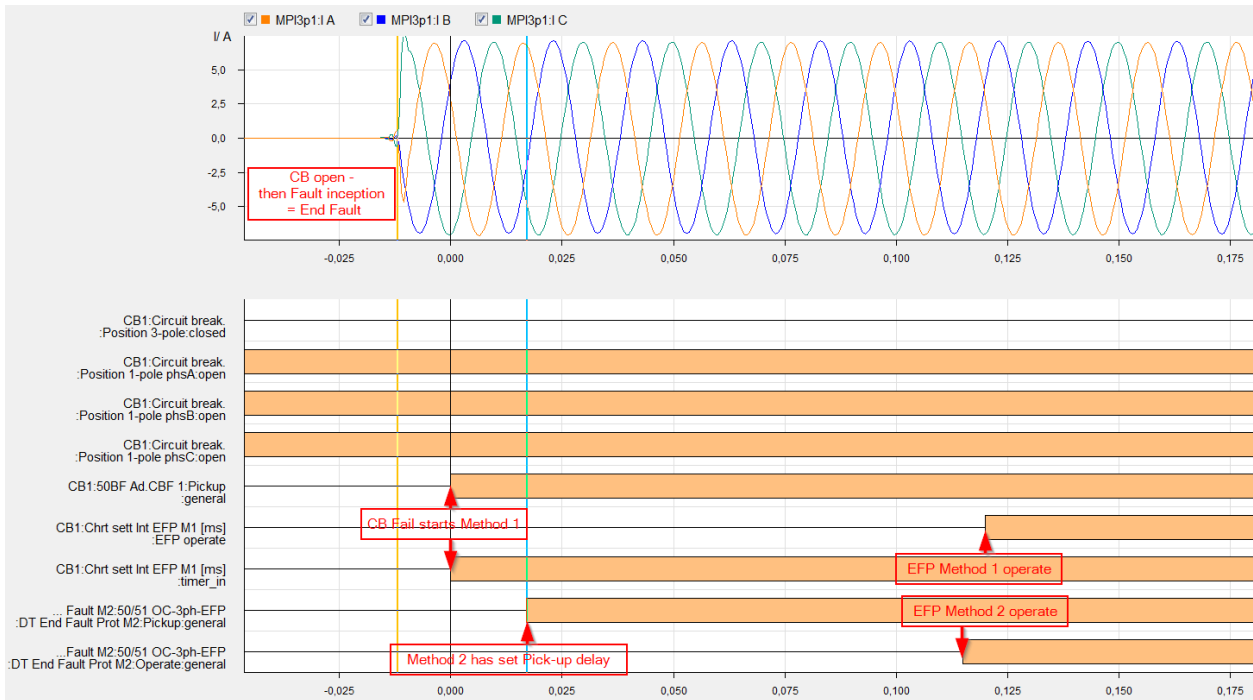 MPI3p1:I A MPI3p1:I B MPI3p1:I C
I/ A
5,0
2,5
0,0
-2,5
-5,0
CB open -
then Fault inception
= End Fault
-0,025 0,000 0,025 0,050 0,075 0,100 0,125 0,150 0,175
CB1:Circuit break.
:Position 3-pole:closed
CB1:Circuit break.
:Position 1-pole phsA:open
CB1:Circuit break.
:Position 1-pole phsB:open
CB1:Circuit break.
:Position 1-pole phsC:open
CB1:50BF Ad.CBF 1:Pickup
:general
CB Fail starts Method 1
CB1:Chrt sett Int EFP M1 [ms]
:EFP operate
CB1:Chrt sett Int EFP M1 [ms]
:timer_in
EFP Method 1 operate
... Fault M2:50/51 OC-3ph-EFP
:DT End Fault Prot M2:Pickup:general
EFP Method 2 operate
...Fault M2:50/51 OC-3ph-EFP
:DT End Fault Prot M2:Operate:general
Method 2 has set Pick-up delay
-0,025 0,000 0,025 0,050 0,075 0,100 0,125 0,150 0,175